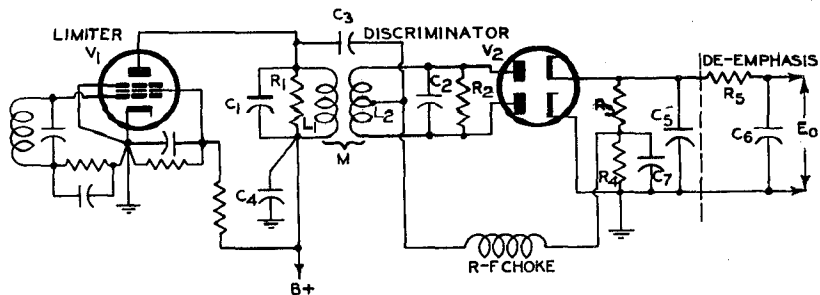 LIMITER
V1
C3
DISCRIMINATOR
V2
DE-EMPHASIS
C1
R1
L1
L2
C2
R2
R3
C5
R5
C6
E0
M
C4
R4
C7
R-F CHOKE
B+